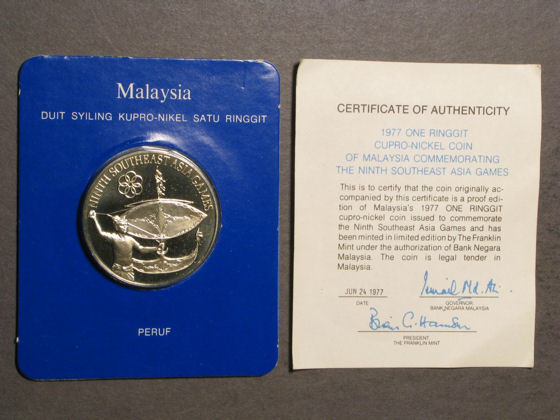 Malaysia
DUIT SYILING KUPRO-NIKEL SATU RINGGIT
NINTH SOUTHEAST ASIA GAMES
PERUF
CERTIFICATE OF AUTHENTICITY
1977 ONE RINGGIT
CUPRO-NICKEL COIN
OF MALAYSIA COMMEMORATING
THE NINTH SOUTHEAST ASIA GAMES
This is to certify that the coin originally ac-
companied by this certificate is a proof edi-
tion of Malaysia's 1977 ONE RINGGIT
cupro-nickel coin issued to commemorate
the Ninth Southeast Asia Games and has
been minted in limited edition by The Franklin
Mint under the authorization of Bank Negara
Malaysia. The coin is legal tender in
Malaysia.
JUN 24 1977
DATE
Ismail Md. Ali
GOVERNOR
BANK NEGARA MALAYSIA
PRESIDENT
THE FRANKLIN MINT